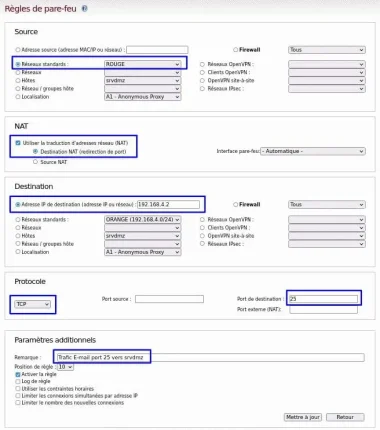 Règles de pare-feu
Source
Adresse source (adresse MAC/IP ou réseau) :
Firewall
Tous
Réseaux standards :
ROUGE
Réseaux OpenVPN :
Réseaux
Clients OpenVPN :
Hôtes
srvdmz
OpenVPN site-à-site
Réseau / groupes hôte
Réseaux IPsec :
Localisation
A1 - Anonymous Proxy
NAT
Utiliser la traduction d'adresses réseau (NAT)
Destination NAT (redirection de port)
Interface pare-feu:
- Automatique -
Source NAT
Destination
Adresse IP de destination (adresse IP ou réseau) :
192.168.4.2
Firewall
Tous
Réseaux standards :
ORANGE (192.168.4.0/24)
Réseaux OpenVPN :
Réseaux
Clients OpenVPN :
Hôtes
srvdmz
OpenVPN site-à-site
Réseau / groupes hôte
Réseaux IPsec :
Localisation
A1 - Anonymous Proxy
Protocole
TCP
Port source :
Port de destination :
25
Port externe (NAT):
Paramètres additionnels
Remarque :
Trafic E-mail port 25 vers srvdmz
Position de règle :
10
Activer la règle
Log de règle
Utiliser les contraintes horaires
Limiter les connexions simultanées par adresse IP
Limiter le nombre des nouvelles connexions
Mettre à jour
Retour